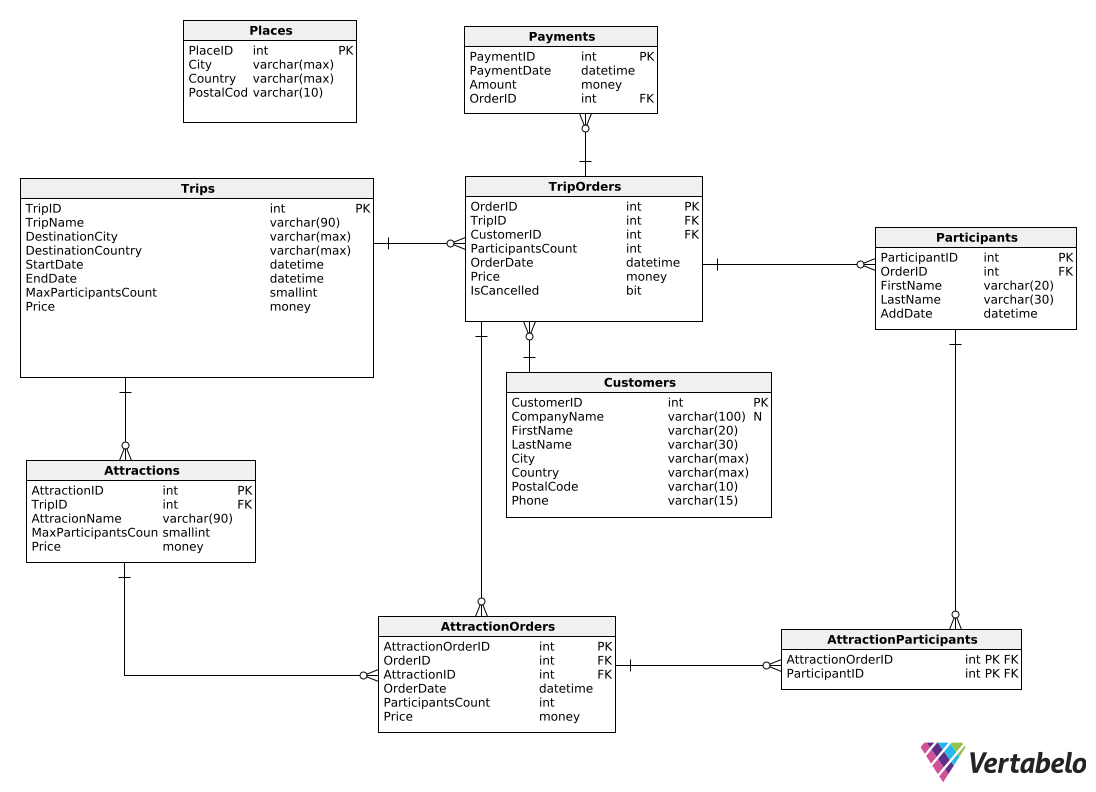 Places
PlaceID int PK
City varchar(max)
Country varchar(max)
PostalCod varchar(10)
Payments
PaymentID int PK
PaymentDate datetime
Amount money
OrderID int FK
Trips
TripID int PK
TripName varchar(90)
DestinationCity varchar(max)
DestinationCountry varchar(max)
StartDate datetime
EndDate datetime
MaxParticipantsCount smallint
Price money
TripOrders
OrderID int PK
TripID int FK
CustomerID int FK
ParticipantsCount int
OrderDate datetime
Price money
IsCancelled bit
Participants
ParticipantID int PK
OrderID int FK
FirstName varchar(20)
LastName varchar(30)
AddDate datetime
Customers
CustomerID int PK
CompanyName varchar(100) N
FirstName varchar(20)
LastName varchar(30)
City varchar(max)
Country varchar(max)
PostalCode varchar(10)
Phone varchar(15)
Attractions
AttractionID int PK
TripID int FK
AttracionName varchar(90)
MaxParticipantsCoun smallint
Price money
AttractionOrders
AttractionOrderID int PK
OrderID int FK
AttractionID int FK
OrderDate datetime
ParticipantsCount int
Price money
AttractionParticipants
AttractionOrderID int PK FK
ParticipantID int PK FK
Vertabelo